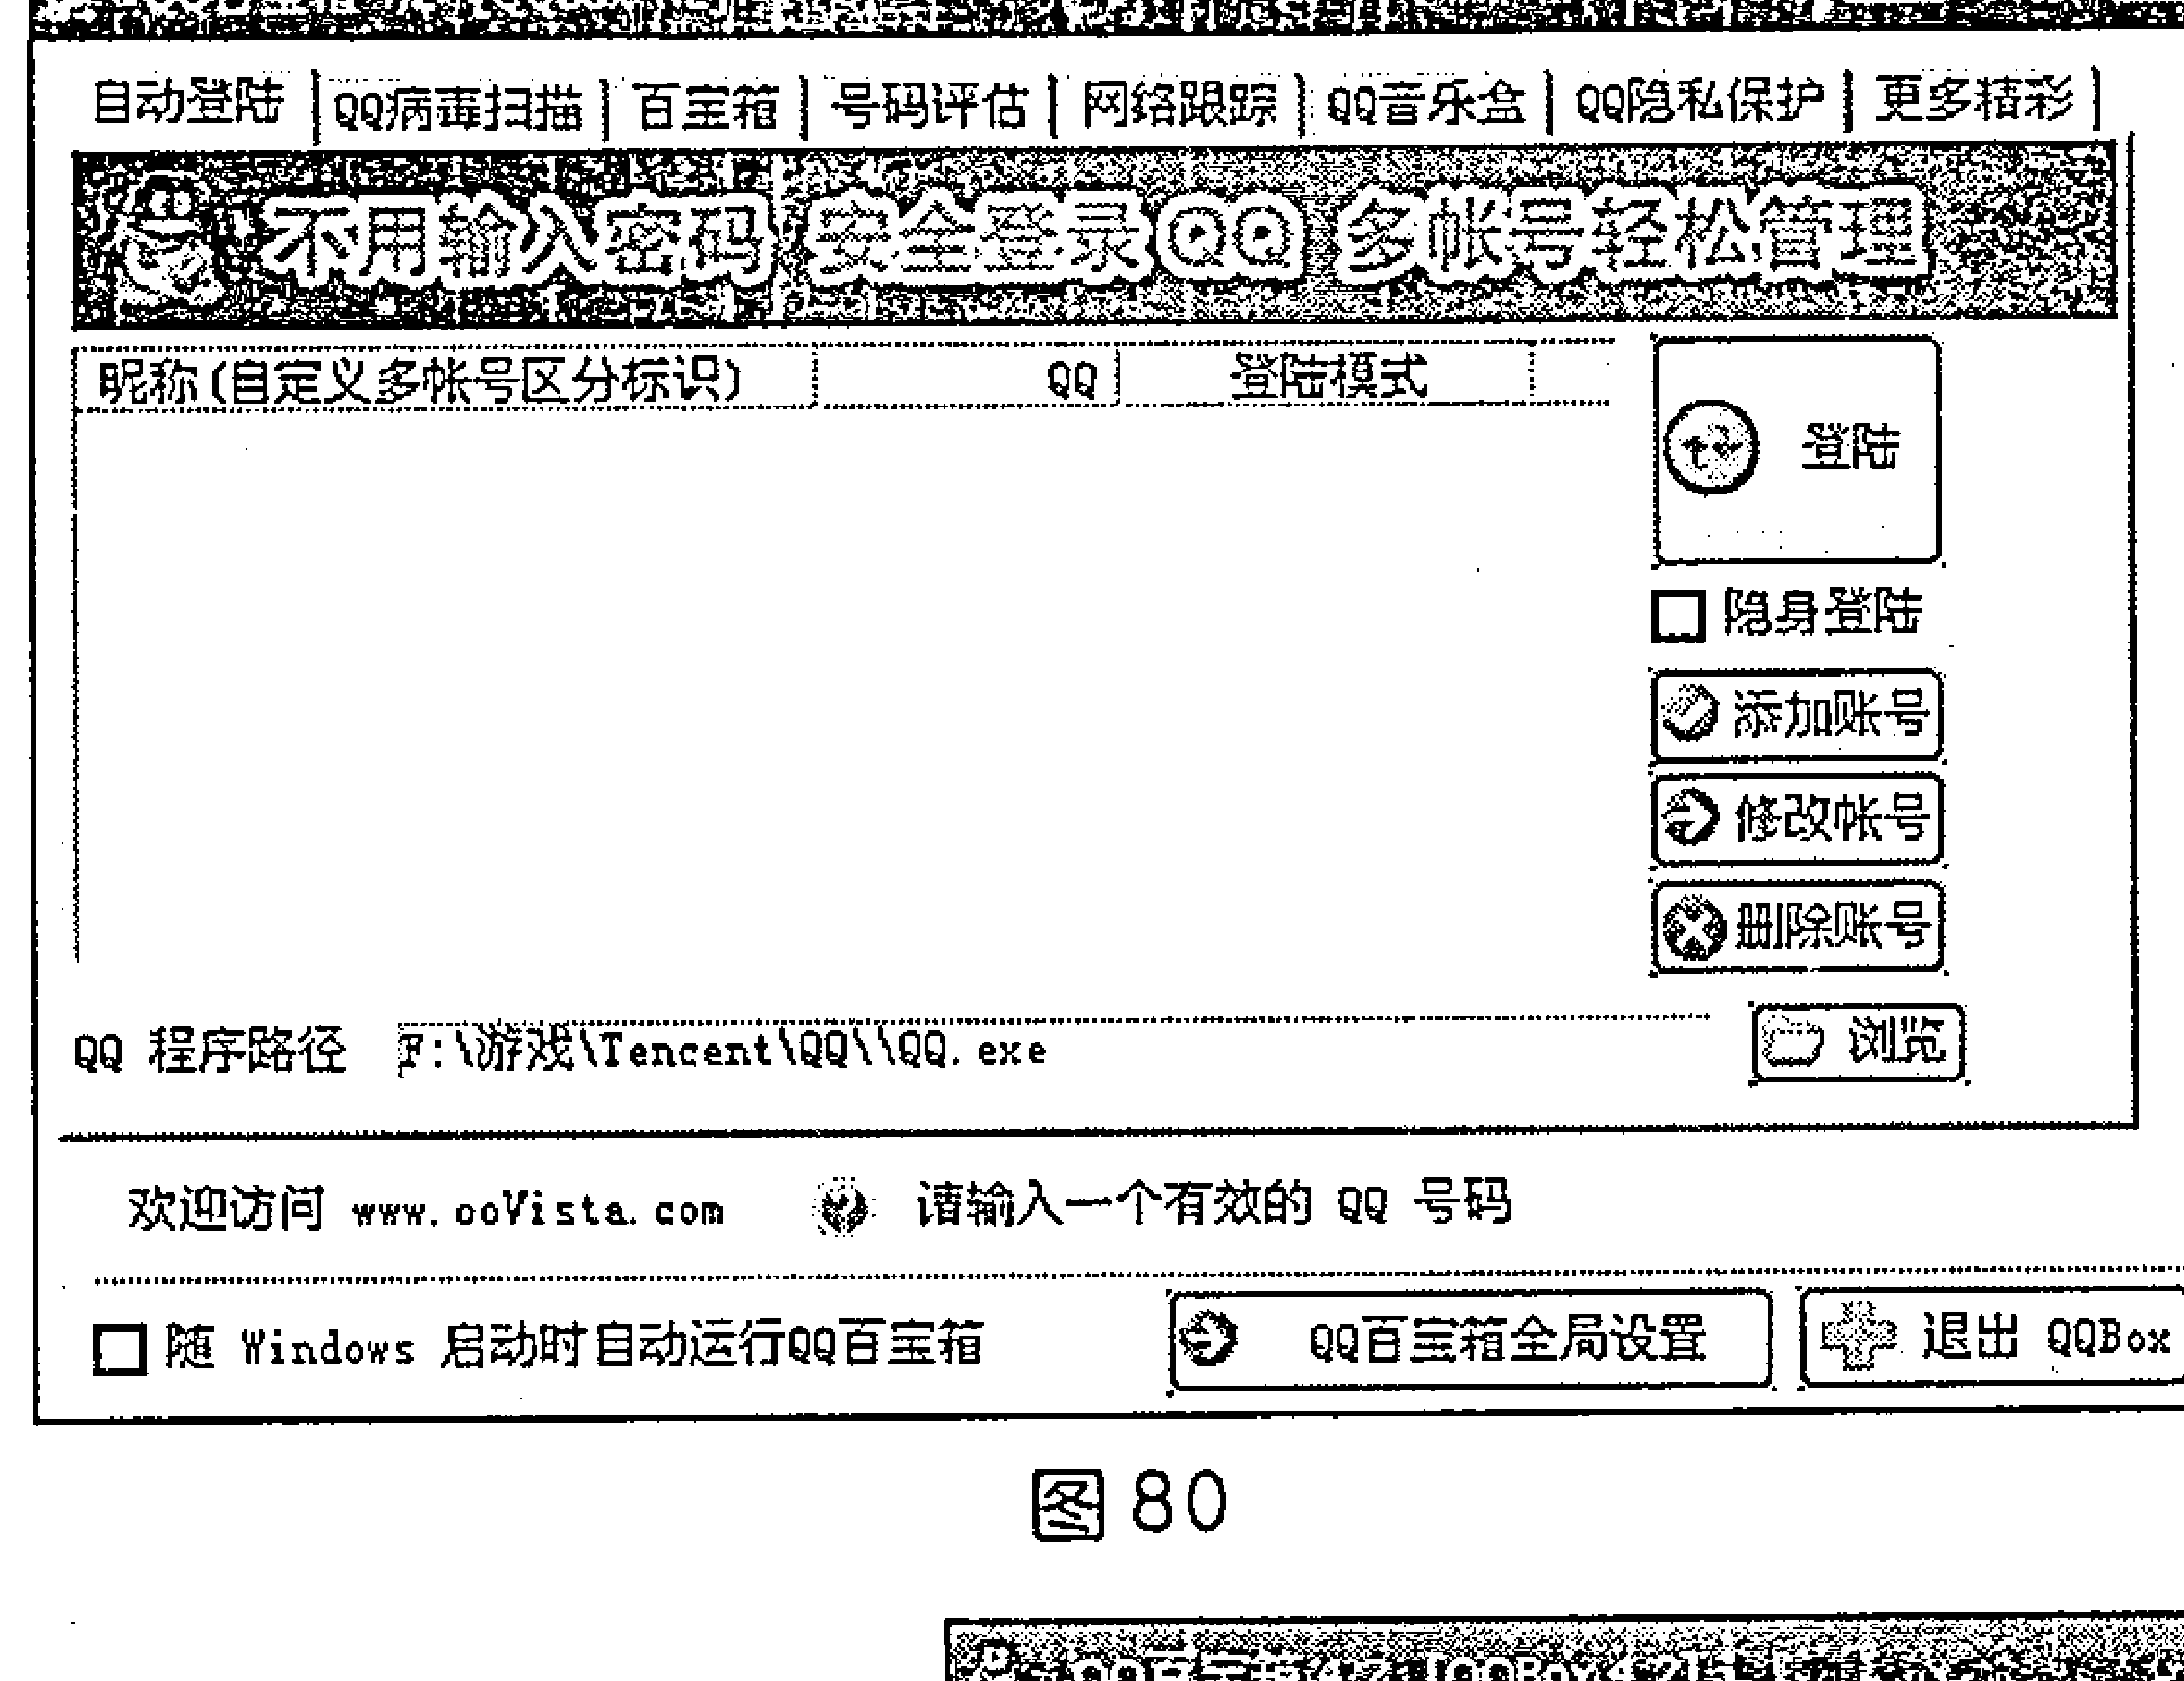 自动登陆 QQ病毒扫描 百宝箱 号码评估 网络跟踪 QQ音乐盒 QQ隐私保护 更多精彩
不用输入密码 安全登录QQ 多帐号轻松管理
昵称(自定义多帐号区分标识) QQ 登陆模式
登陆
隐身登陆
添加账号
修改帐号
删除账号
QQ 程序路径 F:\游戏\Tencent\QQ\\QQ.exe 浏览
欢迎访问 www.ooVista.com 请输入一个有效的 QQ 号码
随 Windows 启动时自动运行QQ百宝箱 QQ百宝箱全局设置 退出 QQBox
图 80